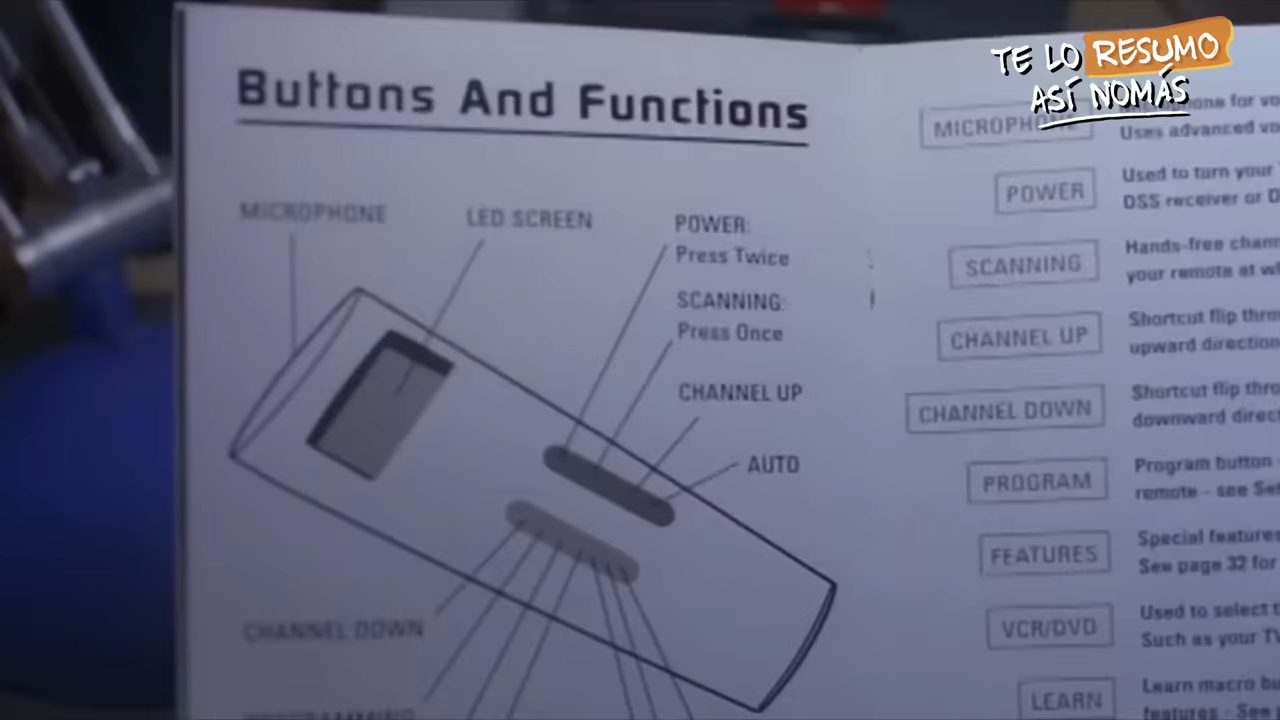 TE LO RESUMO
ASÍ NOMÁS
Buttons And Functions
MICROPHONE
LED SCREEN
POWER:
Press Twice
SCANNING:
Press Once
CHANNEL UP
AUTO
CHANNEL DOWN
PROGRAMMING
MICROPHONE
for
Uses advanced
POWER
Used to turn your
DSS receiver or
SCANNING
Hands-free
your remote at
CHANNEL UP
Shortcut flip
upward direction
CHANNEL DOWN
Shortcut flip
downward
PROGRAM
Program button
remote - see
FEATURES
Special features
See page 32 for
VCR/DVD
Used to select
Such as your TV
LEARN
Learn macro
features - See